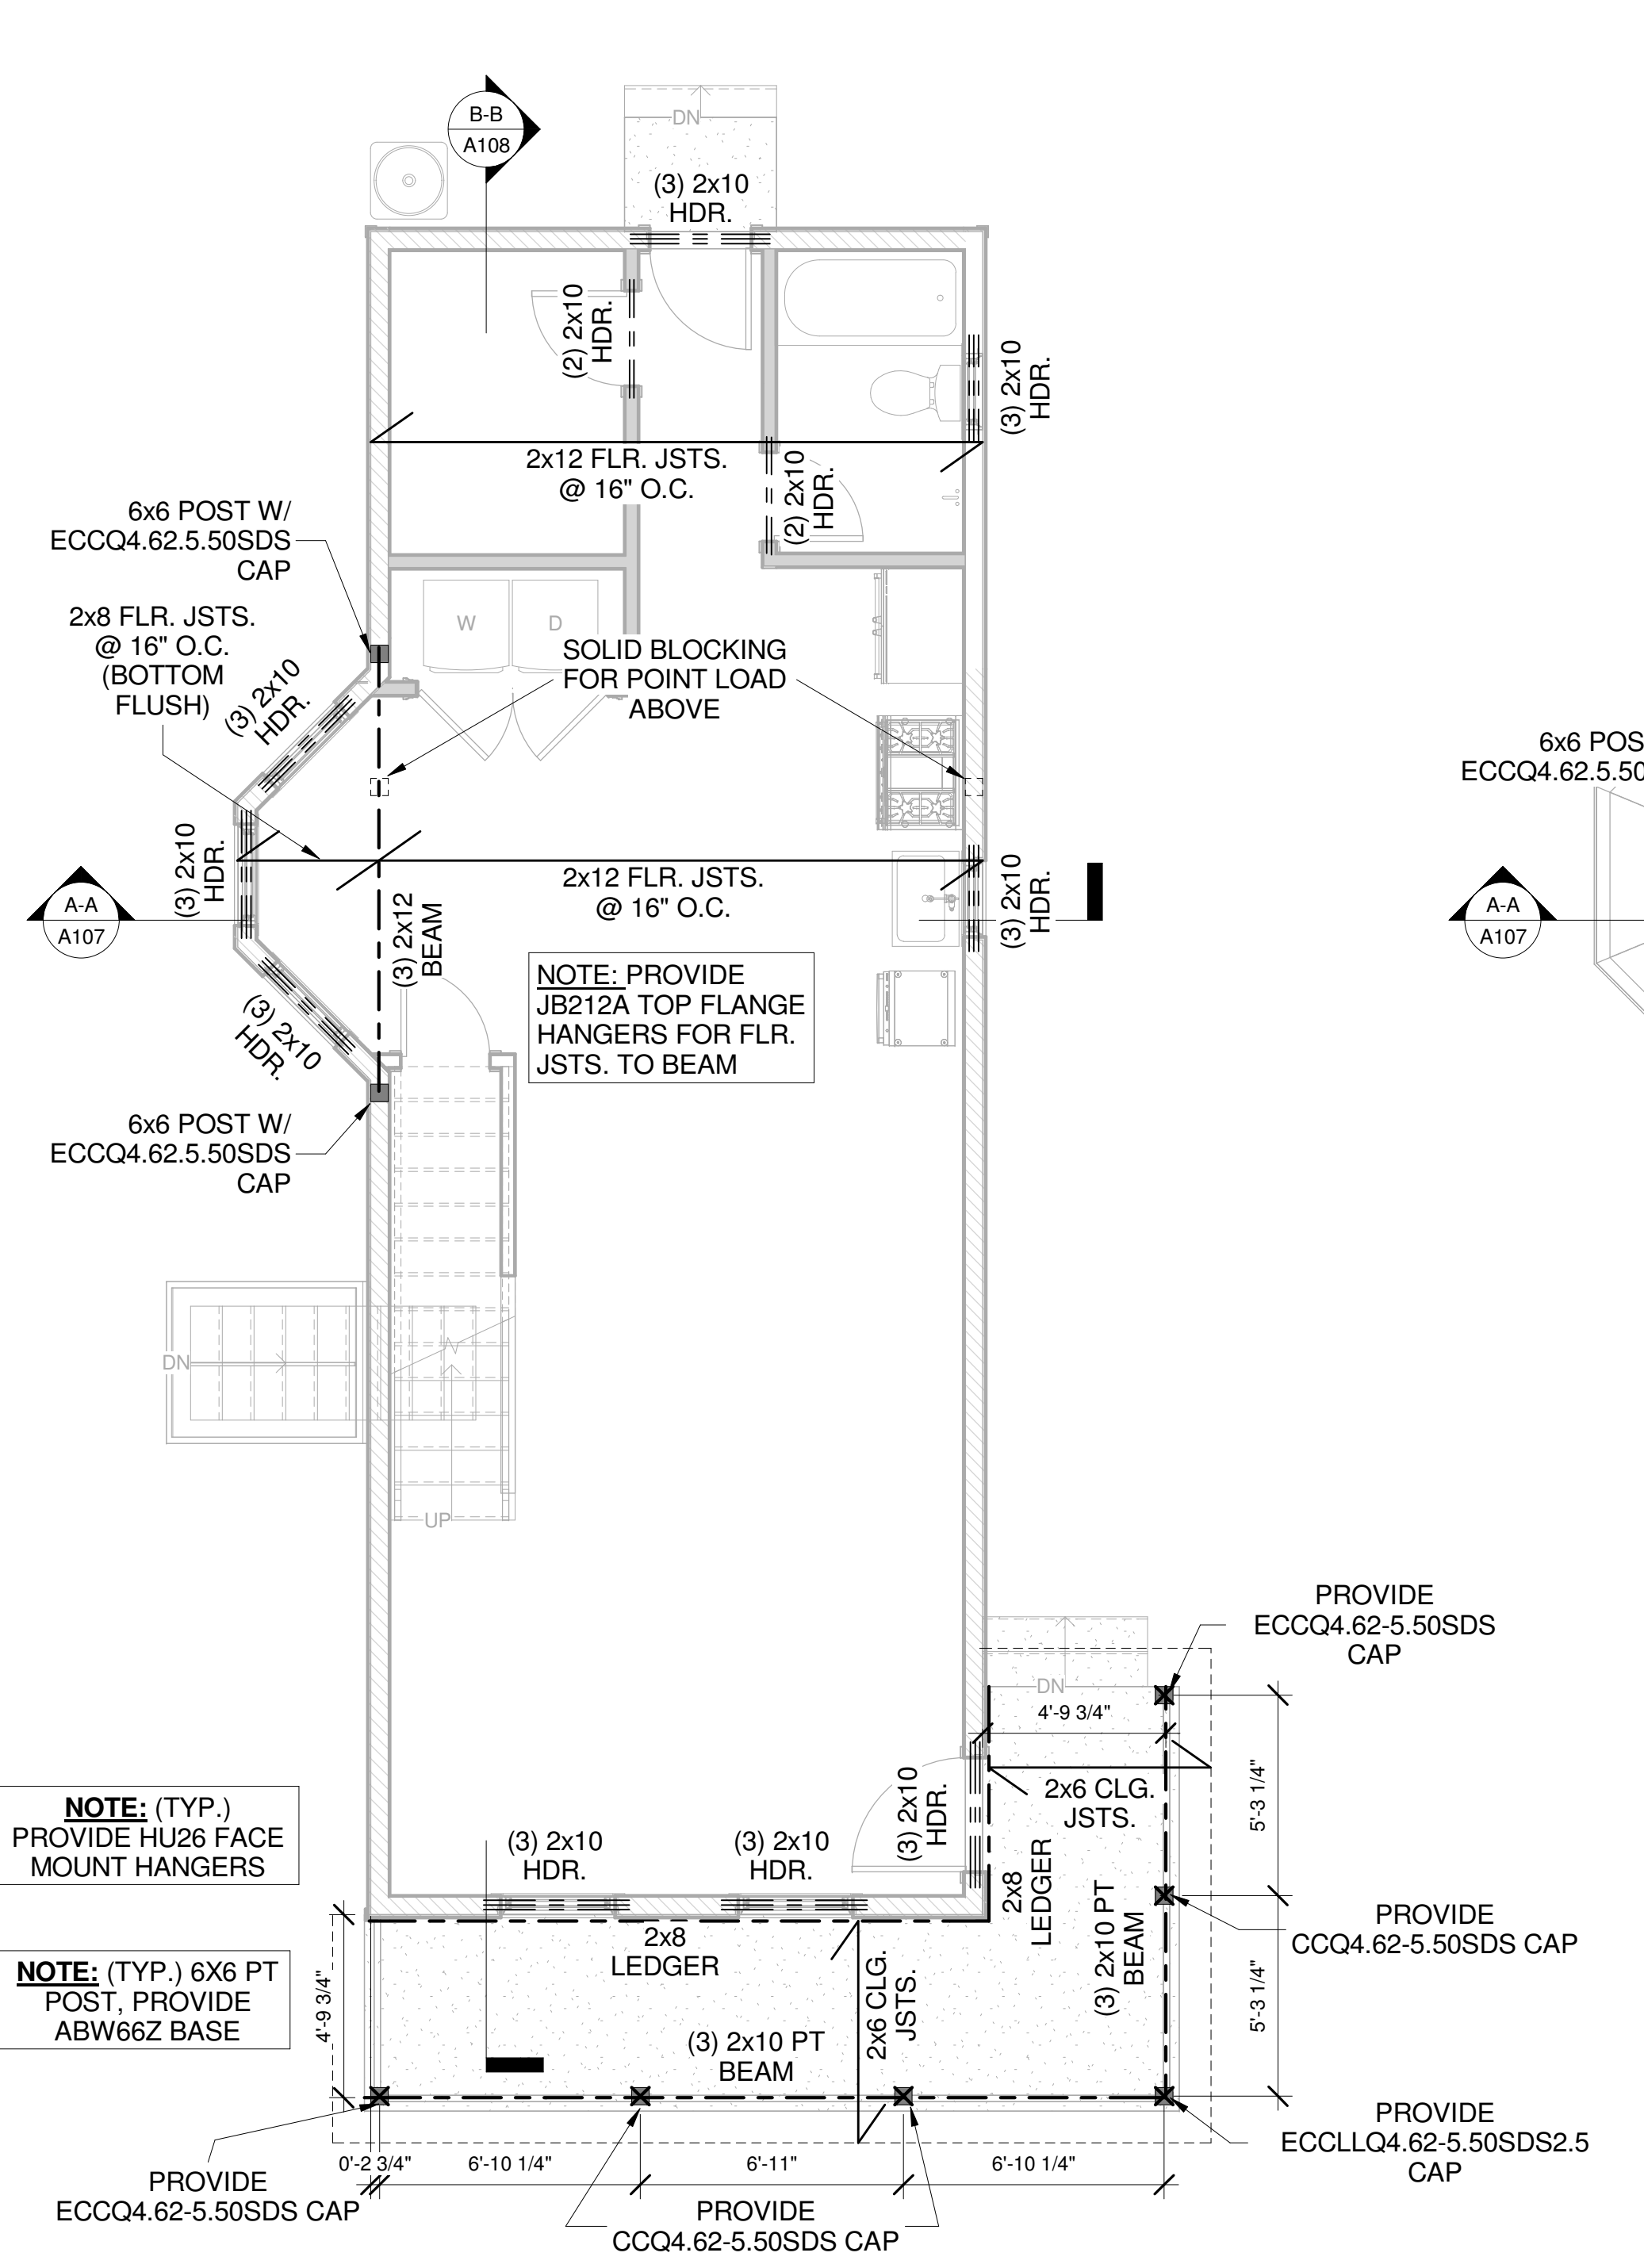 B-B
A108
DN
(3) 2x10
HDR.
(2) 2x10
HDR.
(3) 2x10
HDR.
2x12 FLR. JSTS.
@ 16" O.C.
(2) 2x10
HDR.
6x6 POST W/
ECCQ4.62.5.50SDS
CAP
2x8 FLR. JSTS.
@ 16" O.C.
(BOTTOM
FLUSH)
(3) 2x10
HDR.
W
D
SOLID BLOCKING
FOR POINT LOAD
ABOVE
6x6 POS
ECCQ4.62.5.50
(3) 2x10
HDR.
A-A
A107
2x12 FLR. JSTS.
@ 16" O.C.
(3) 2x10
HDR.
A-A
A107
(3) 2x12
BEAM
NOTE: PROVIDE
JB212A TOP FLANGE
HANGERS FOR FLR.
JSTS. TO BEAM
(3) 2x10
HDR.
6x6 POST W/
ECCQ4.62.5.50SDS
CAP
DN
UP
PROVIDE
ECCQ4.62-5.50SDS
CAP
DN
4'-9 3/4"
5'-3 1/4"
2x6 CLG.
JSTS.
NOTE: (TYP.)
PROVIDE HU26 FACE
MOUNT HANGERS
(3) 2x10
HDR.
(3) 2x10
HDR.
(3) 2x10
HDR.
2x8
LEDGER
(3) 2x10 PT
BEAM
PROVIDE
CCQ4.62-5.50SDS CAP
2x8
LEDGER
NOTE: (TYP.) 6X6 PT
POST, PROVIDE
ABW66Z BASE
4'-9 3/4"
(3) 2x10 PT
BEAM
2x6 CLG.
JSTS.
5'-3 1/4"
PROVIDE
ECCLLQ4.62-5.50SDS2.5
CAP
0'-2 3/4"
6'-10 1/4"
6'-11"
6'-10 1/4"
PROVIDE
ECCQ4.62-5.50SDS CAP
PROVIDE
CCQ4.62-5.50SDS CAP